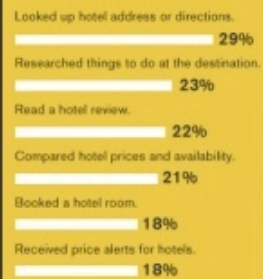 Looked up hotel address or directions.
29%
Researched things to do at the destination.
23%
Read a hotel review.
22%
Compared hotel prices and availability.
21%
Booked a hotel room.
18%
Received price alerts for hotels.
18%